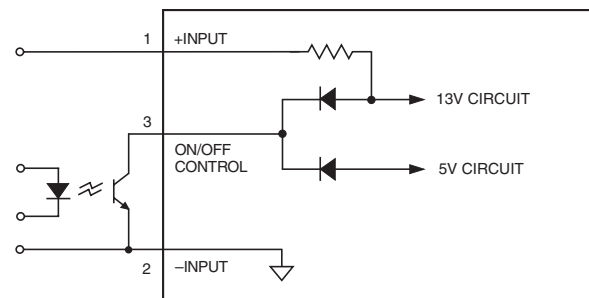 1
+INPUT
13V CIRCUIT
3
ON/OFF
CONTROL
5V CIRCUIT
2
–INPUT